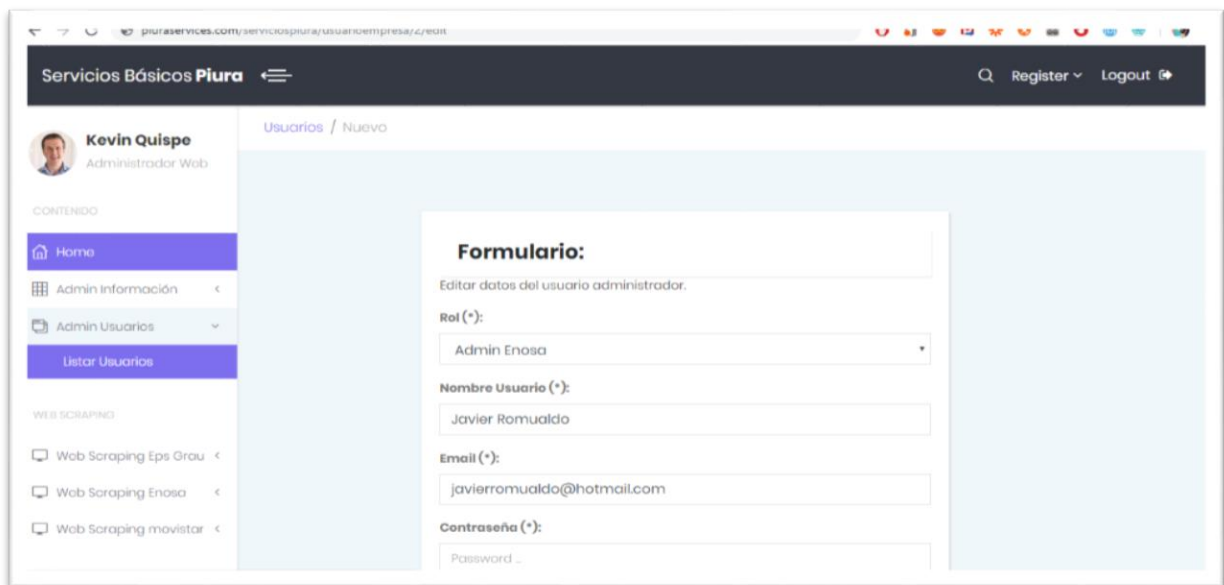 piuraservices.com/serviciospiura/usuarioempresa/2/edit
Servicios Básicos Piura
Register
Logout
Kevin Quispe
Administrador Web
Usuarios / Nuevo
CONTENIDO
Home
Admin Información
Admin Usuarios
Listar Usuarios
WEB SCRAPING
Web Scraping Eps Grau
Web Scraping Enosa
Web Scraping movistar
Formulario:
Editar datos del usuario administrador.
Rol (*):
Admin Enosa
Nombre Usuario (*):
Javier Romualdo
Email (*):
javierromualdo@hotmail.com
Contraseña (*):
Password ..